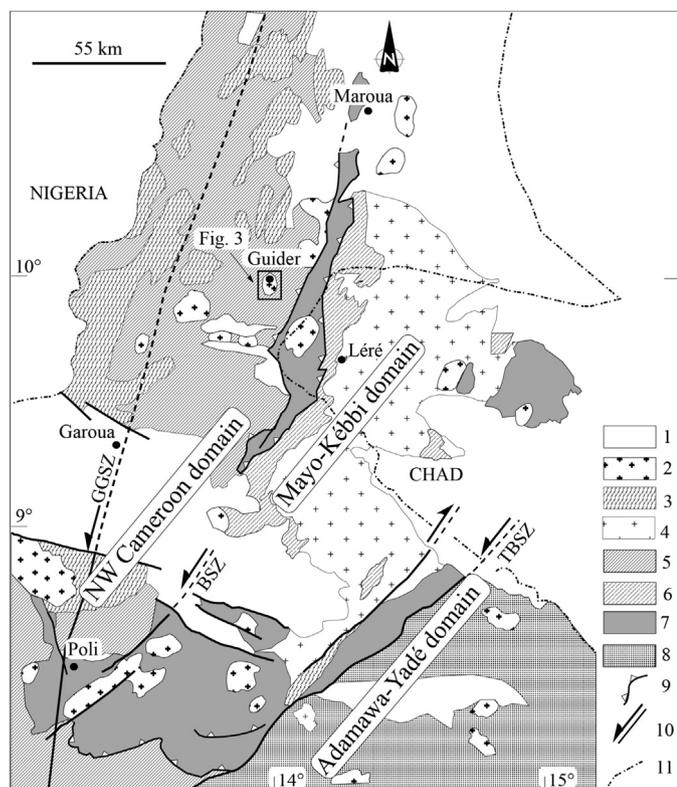 55 km
N
Maroua
NIGERIA
Fig. 3
Guider
10°
Léré
Garoua
Mayo-Kebbi domain
CHAD
GGSZ
NW Cameroon domain
9°
BSZ
TBSZ
Poli
Adamawa-Yadé domain
14°
15°
1
2
3
4
5
6
7
8
9
10
11